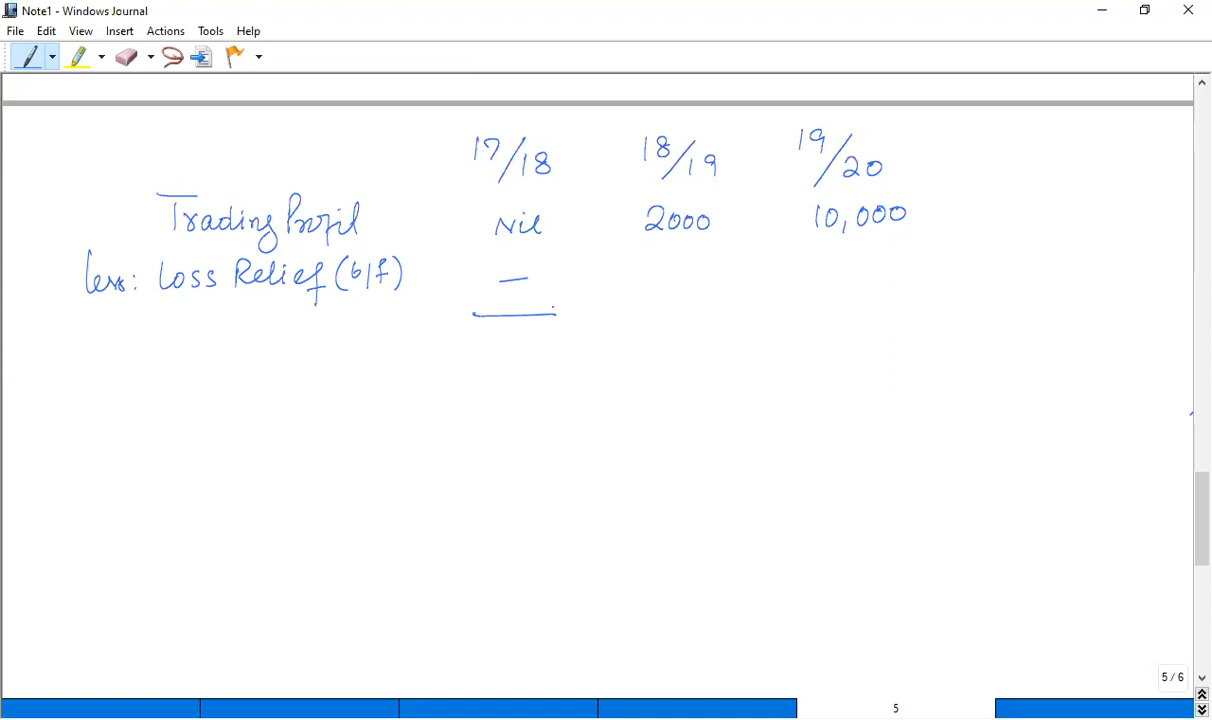 Note1 - Windows Journal
File Edit View Insert Actions Tools Help
17/18 18/19 19/20
Trading Profit Nil 2000 10,000
Less: Loss Relief (b/f) —
5 / 6
5